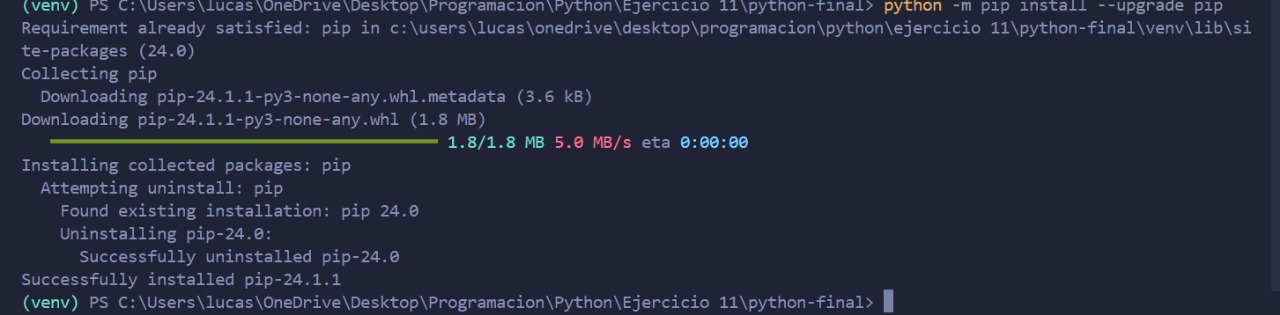 (venv) PS C:\Users\lucas\OneDrive\Desktop\Programacion\Python\Ejercicio 11\python-final> python -m pip install --upgrade pip
Requirement already satisfied: pip in c:\users\lucas\onedrive\desktop\programacion\python\ejercicio 11\python-final\venv\lib\si
te-packages (24.0)
Collecting pip
  Downloading pip-24.1.1-py3-none-any.whl.metadata (3.6 kB)
Downloading pip-24.1.1-py3-none-any.whl (1.8 MB)
1.8/1.8 MB 5.0 MB/s eta 0:00:00
Installing collected packages: pip
  Attempting uninstall: pip
    Found existing installation: pip 24.0
    Uninstalling pip-24.0:
      Successfully uninstalled pip-24.0
Successfully installed pip-24.1.1
(venv) PS C:\Users\lucas\OneDrive\Desktop\Programacion\Python\Ejercicio 11\python-final>